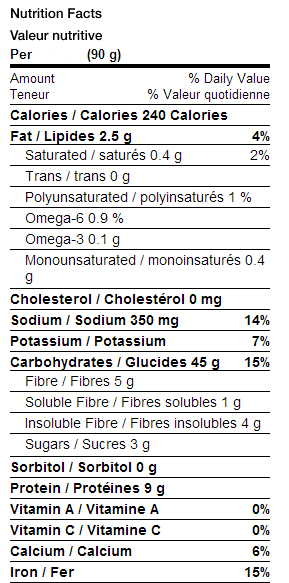 Nutrition Facts
Valeur nutritive
Per (90 g)
Amount % Daily Value
Teneur % Valeur quotidienne
Calories / Calories 240 Calories
Fat / Lipides 2.5 g 4%
Saturated / saturés 0.4 g 2%
Trans / trans 0 g
Polyunsaturated / polyinsaturés 1 %
Omega-6 0.9 %
Omega-3 0.1 g
Monounsaturated / monoinsaturés 0.4
g
Cholesterol / Cholestérol 0 mg
Sodium / Sodium 350 mg 14%
Potassium / Potassium 7%
Carbohydrates / Glucides 45 g 15%
Fibre / Fibres 5 g
Soluble Fibre / Fibres solubles 1 g
Insoluble Fibre / Fibres insolubles 4 g
Sugars / Sucres 3 g
Sorbitol / Sorbitol 0 g
Protein / Protéines 9 g
Vitamin A / Vitamine A 0%
Vitamin C / Vitamine C 0%
Calcium / Calcium 6%
Iron / Fer 15%